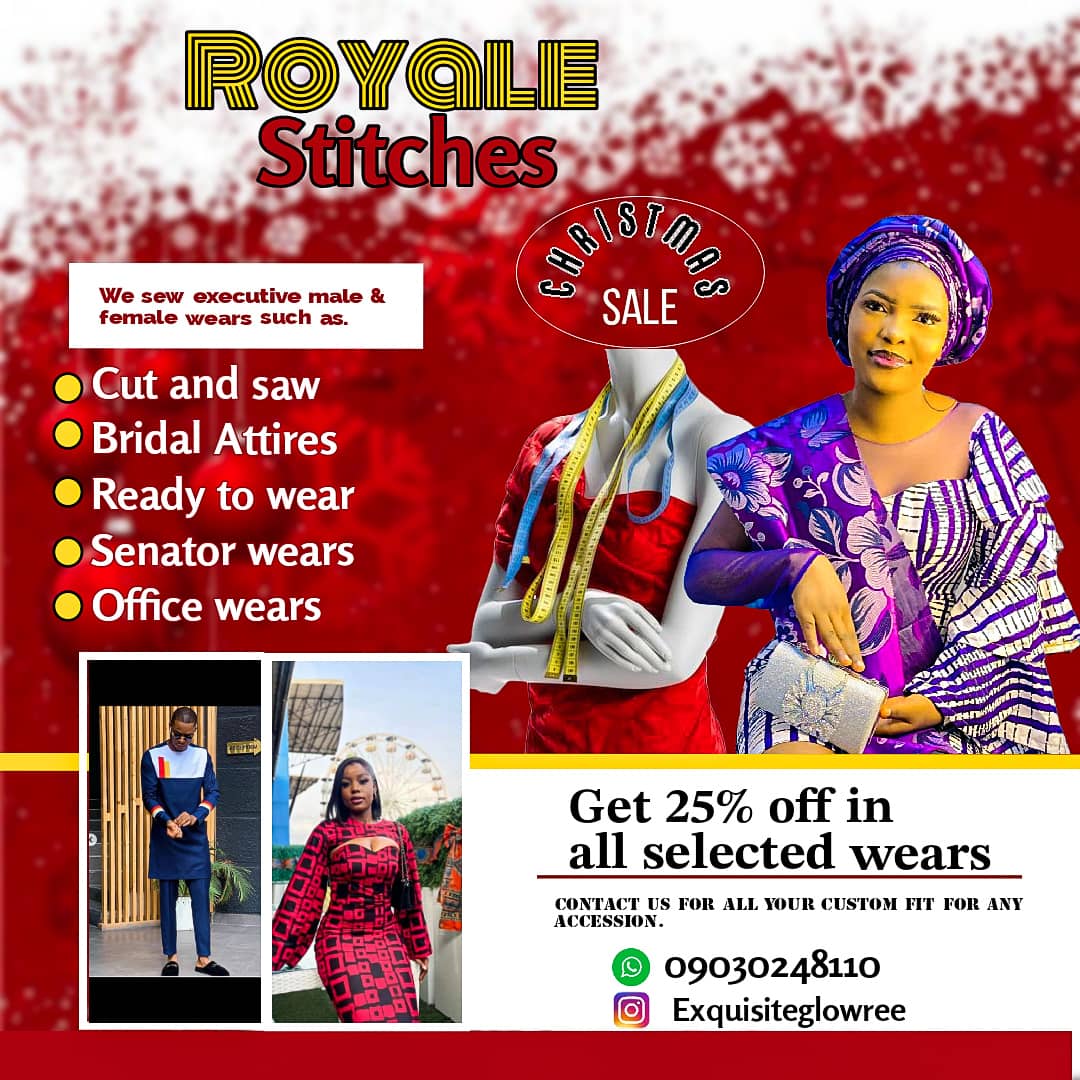 ROYALE
Stitches
CHRISTMAS
SALE
We sew executive male &
female wears such as.
Cut and saw
Bridal Attires
Ready to wear
Senator wears
Office wears
Get 25% off in
all selected wears
CONTACT US FOR ALL YOUR CUSTOM FIT FOR ANY
ACCESSION.
09030248110
Exquisiteglowree